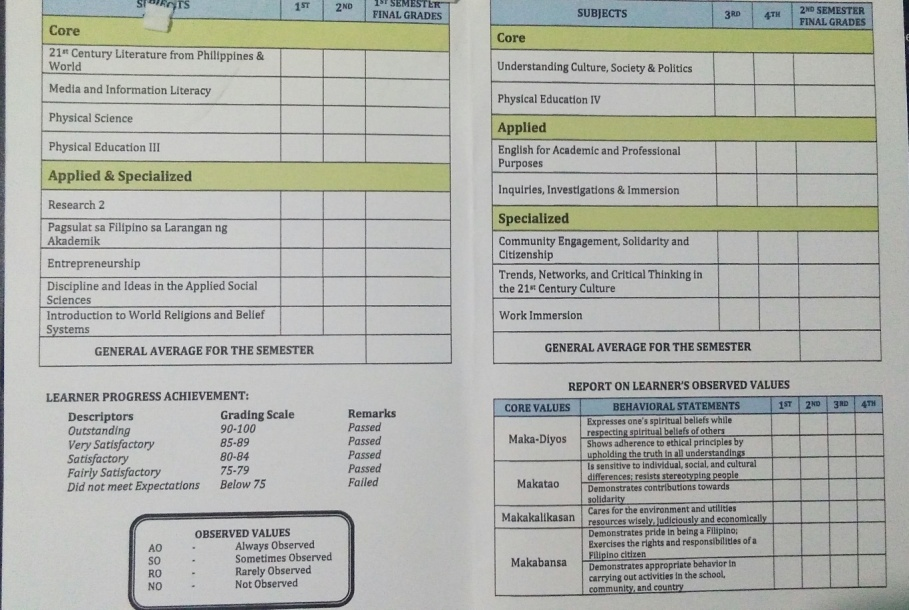 SUBJECTS 1ST 2ND 1ST SEMESTER
FINAL GRADES
Core
21st Century Literature from Philippines &
World
Media and Information Literacy
Physical Science
Physical Education III
Applied & Specialized
Research 2
Pagsulat sa Filipino sa Larangan ng
Akademik
Entrepreneurship
Discipline and Ideas in the Applied Social
Sciences
Introduction to World Religions and Belief
Systems
GENERAL AVERAGE FOR THE SEMESTER
LEARNER PROGRESS ACHIEVEMENT:
Descriptors Grading Scale Remarks
Outstanding 90-100 Passed
Very Satisfactory 85-89 Passed
Satisfactory 80-84 Passed
Fairly Satisfactory 75-79 Passed
Did not meet Expectations Below 75 Failed
OBSERVED VALUES
AO - Always Observed
SO - Sometimes Observed
RO - Rarely Observed
NO - Not Observed
SUBJECTS 3RD 4TH 2ND SEMESTER
FINAL GRADES
Core
Understanding Culture, Society & Politics
Physical Education IV
Applied
English for Academic and Professional
Purposes
Inquiries, Investigations & Immersion
Specialized
Community Engagement, Solidarity and
Citizenship
Trends, Networks, and Critical Thinking in
the 21st Century Culture
Work Immersion
GENERAL AVERAGE FOR THE SEMESTER
REPORT ON LEARNER'S OBSERVED VALUES
CORE VALUES BEHAVIORAL STATEMENTS 1ST 2ND 3RD 4TH
Maka-Diyos
Expresses one's spiritual beliefs while
respecting spiritual beliefs of others
Shows adherence to ethical principles by
upholding the truth in all understandings
Makatao
Is sensitive to individual, social, and cultural
differences; resists stereotyping people
Demonstrates contributions towards
solidarity
Makakalikasan
Cares for the environment and utilities
resources wisely, judiciously and economically
Makabansa
Demonstrates pride in being a Filipino;
Exercises the rights and responsibilities of a
Filipino citizen
Demonstrates appropriate behavior in
carrying out activities in the school,
community, and country